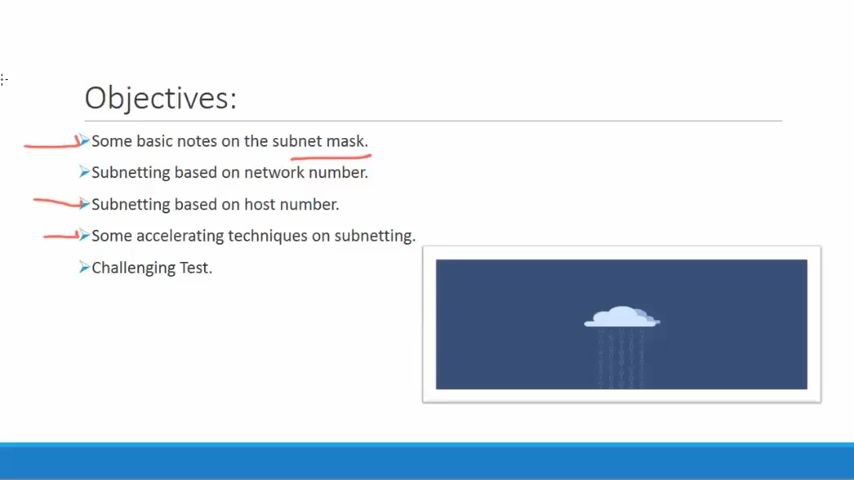 Objectives:
Some basic notes on the subnet mask.
Subnetting based on network number.
Subnetting based on host number.
Some accelerating techniques on subnetting.
Challenging Test.